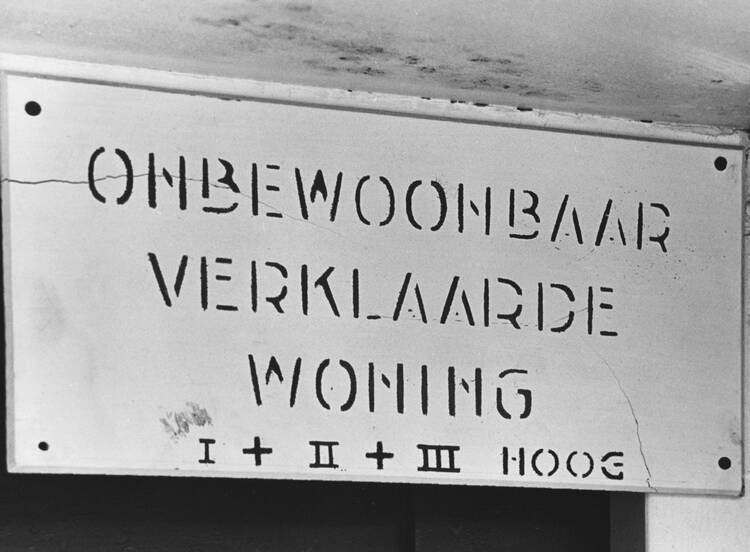 ONBEWOONBAAR
VERKLAARDE
WONING
I + II + III HOOG